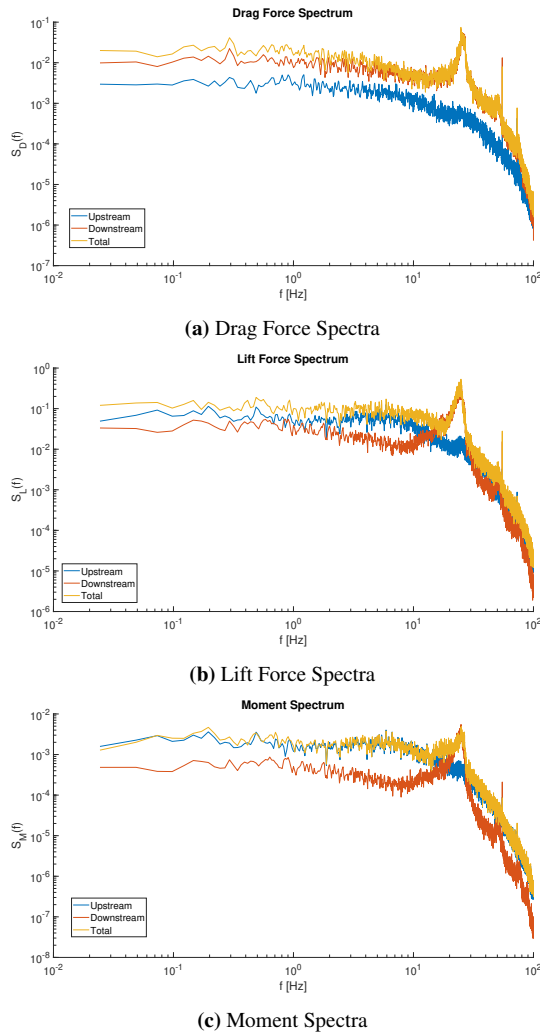 Drag Force Spectrum
10^-1
10^-2
10^-3
10^-4
10^-5
10^-6
10^-7
S_D(f)
Upstream
Downstream
Total
10^-2 10^-1 10^0 10^1 10^2
f [Hz]
(a) Drag Force Spectra
Lift Force Spectrum
10^0
10^-1
10^-2
10^-3
10^-4
10^-5
10^-6
S_L(f)
Upstream
Downstream
Total
10^-2 10^-1 10^0 10^1 10^2
f [Hz]
(b) Lift Force Spectra
Moment Spectrum
10^-2
10^-3
10^-4
10^-5
10^-6
10^-7
10^-8
S_M(f)
Upstream
Downstream
Total
10^-2 10^-1 10^0 10^1 10^2
f [Hz]
(c) Moment Spectra